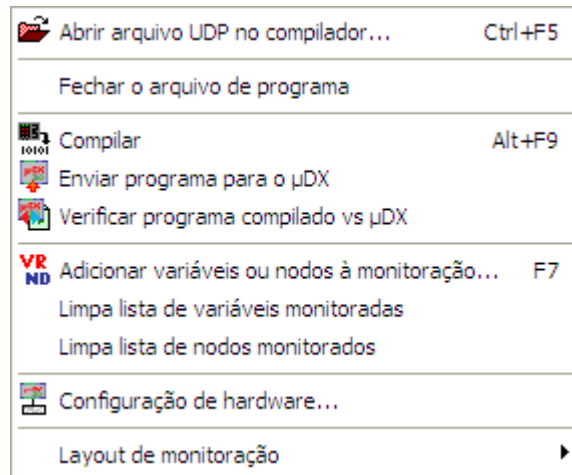 Abrir arquivo UDP no compilador... Ctrl+F5
Fechar o arquivo de programa
Compilar Alt+F9
Enviar programa para o µDX
Verificar programa compilado vs µDX
VR ND Adicionar variáveis ou nodos à monitoração... F7
Limpa lista de variáveis monitoradas
Limpa lista de nodos monitorados
Configuração de hardware...
Layout de monitoração